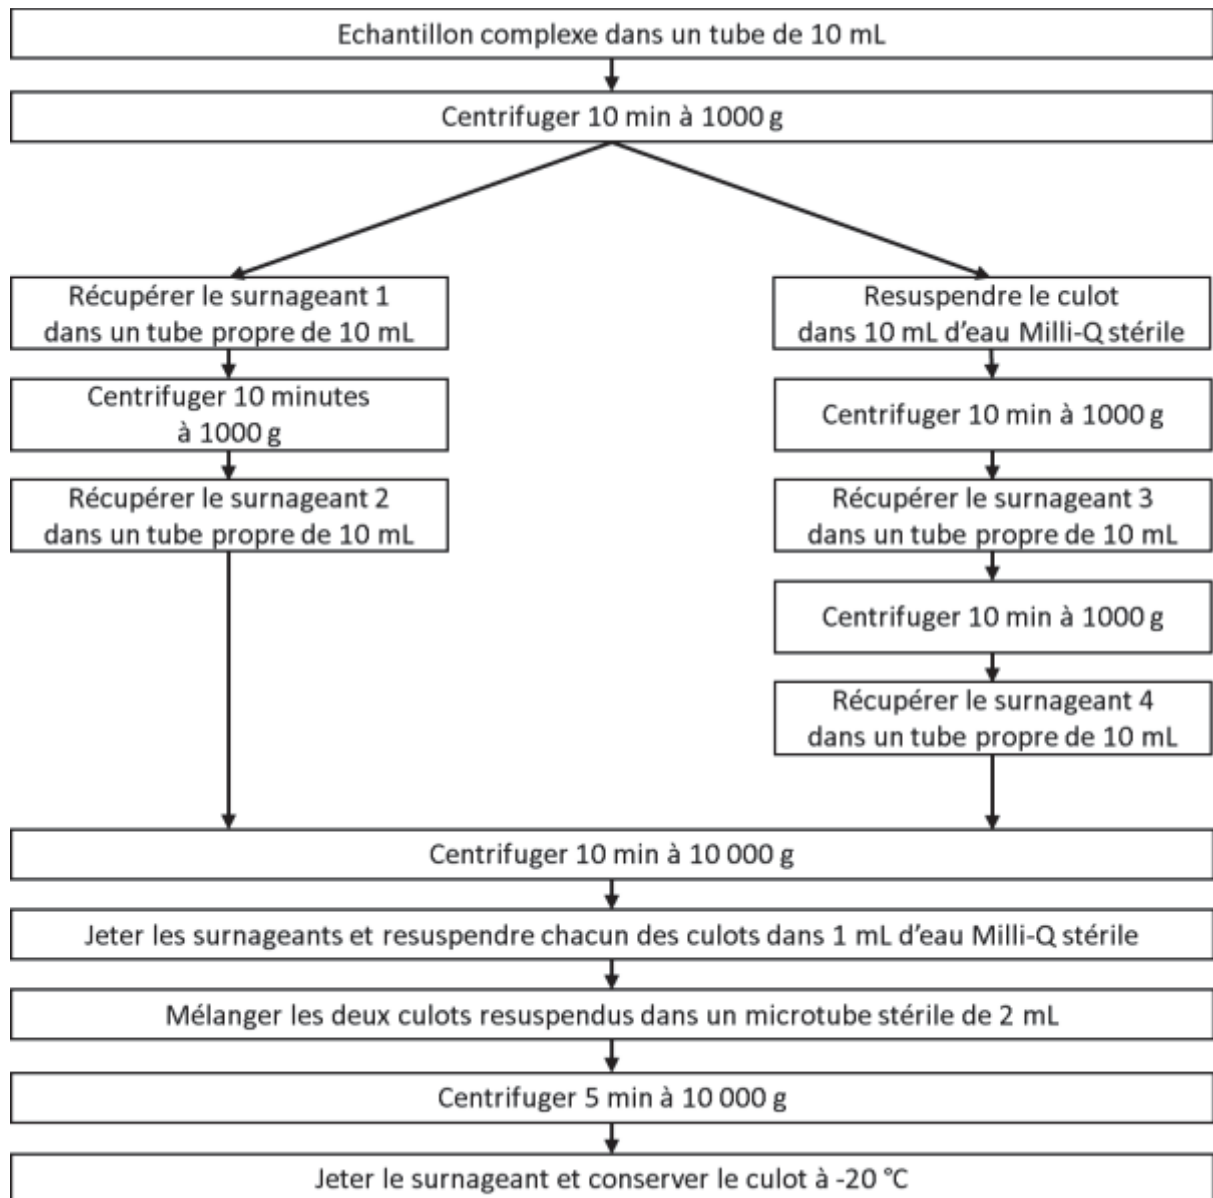 Echantillon complexe dans un tube de 10 mL
Centrifuger 10 min à 1000 g
Récupérer le surnageant 1
dans un tube propre de 10 mL
Centrifuger 10 minutes
à 1000 g
Récupérer le surnageant 2
dans un tube propre de 10 mL
Resuspendre le culot
dans 10 mL d'eau Milli-Q stérile
Centrifuger 10 min à 1000 g
Récupérer le surnageant 3
dans un tube propre de 10 mL
Centrifuger 10 min à 1000 g
Récupérer le surnageant 4
dans un tube propre de 10 mL
Centrifuger 10 min à 10 000 g
Jeter les surnageants et resuspendre chacun des culots dans 1 mL d'eau Milli-Q stérile
Mélanger les deux culots resuspendus dans un microtube stérile de 2 mL
Centrifuger 5 min à 10 000 g
Jeter le surnageant et conserver le culot à -20 °C